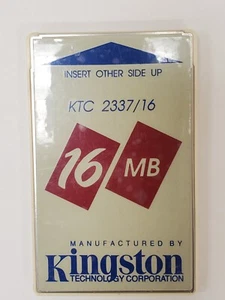 INSERT OTHER SIDE UP
KTC 2337/16
16 MB
MANUFACTURED BY
Kingston
TECHNOLOGY CORPORATION